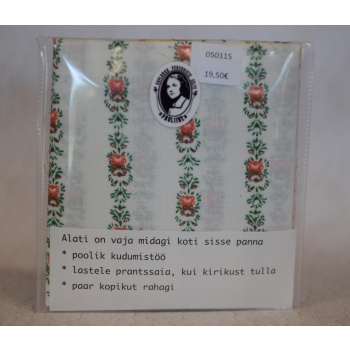 050115
19,50€
Alati on vaja midagi koti sisse panna
* poolik kudumistöö
* lastele prantssaia, kui kirikust tulla
* paar kopikut rahagi